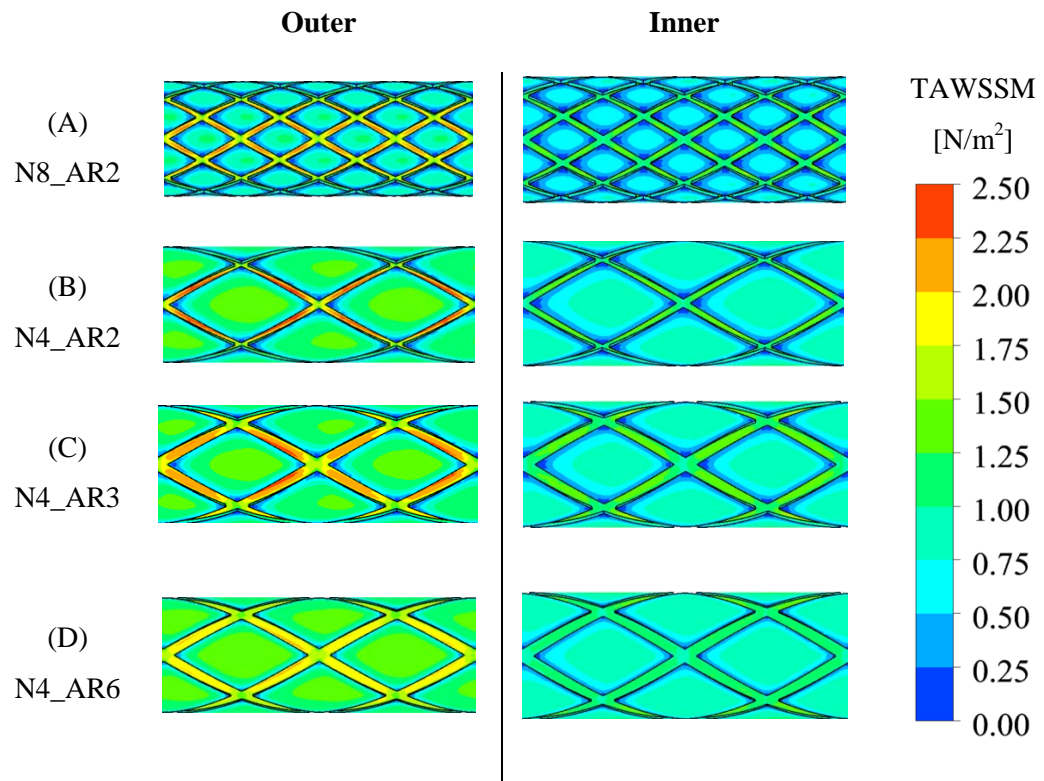 Outer Inner
(A)
N8_AR2
(B)
N4_AR2
(C)
N4_AR3
(D)
N4_AR6
TAWSSM
[N/m²]
2.50
2.25
2.00
1.75
1.50
1.25
1.00
0.75
0.50
0.25
0.00